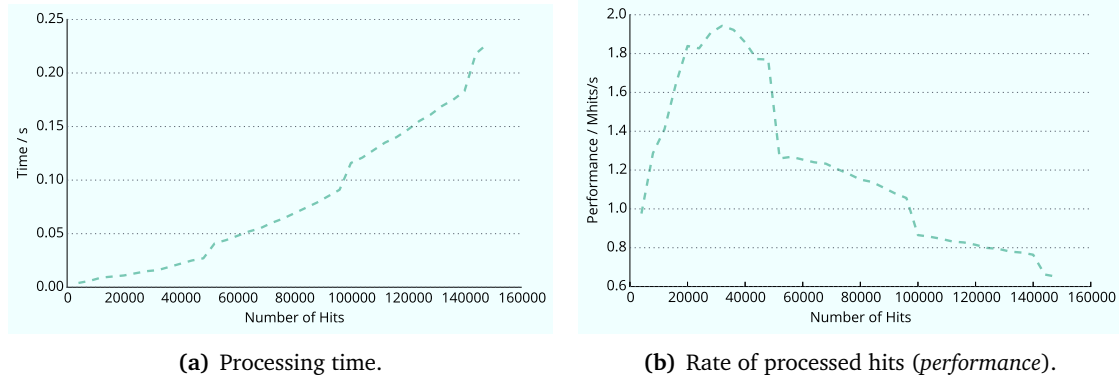 0.25
0.20
0.15
0.10
0.05
0.00
Time / s
0 20000 40000 60000 80000 100000 120000 140000 160000
Number of Hits
(a) Processing time.
2.0
1.8
1.6
1.4
1.2
1.0
0.8
0.6
Performance / Mhits/s
0 20000 40000 60000 80000 100000 120000 140000 160000
Number of Hits
(b) Rate of processed hits (performance).